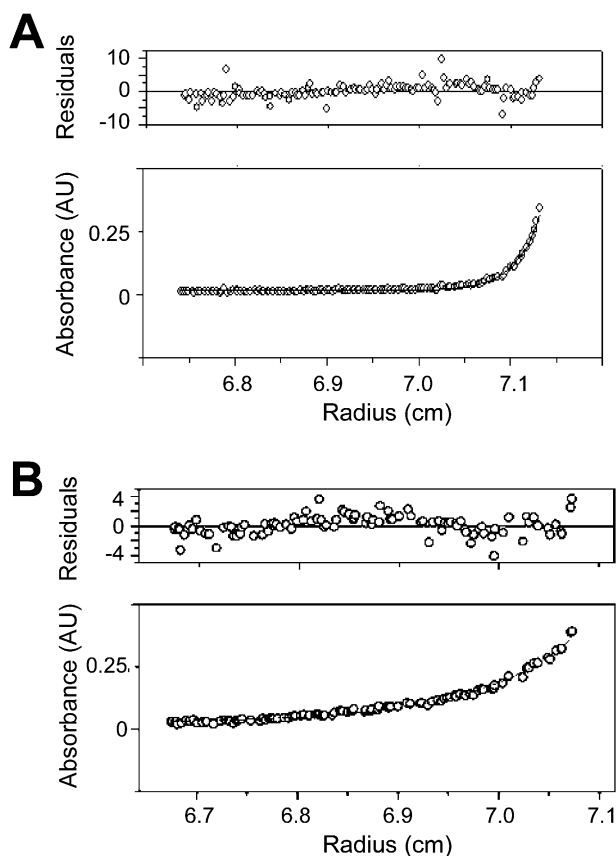 A
Residuals
10
0
-10
Absorbance (AU)
0.25
0
6.8 6.9 7.0 7.1
Radius (cm)
B
Residuals
4
0
-4
Absorbance (AU)
0.25
0
6.7 6.8 6.9 7.0 7.1
Radius (cm)